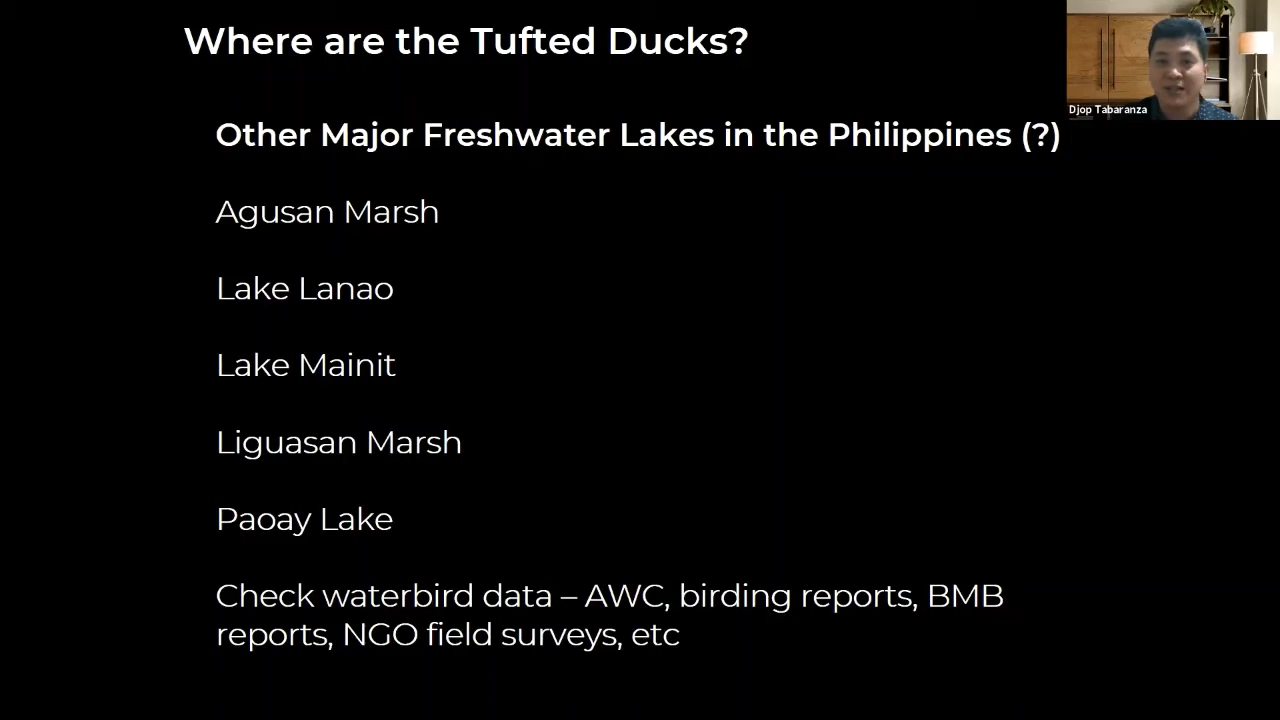 Where are the Tufted Ducks?
Djop Tabaranza
Other Major Freshwater Lakes in the Philippines (?)
Agusan Marsh
Lake Lanao
Lake Mainit
Liguasan Marsh
Paoay Lake
Check waterbird data – AWC, birding reports, BMB
reports, NGO field surveys, etc